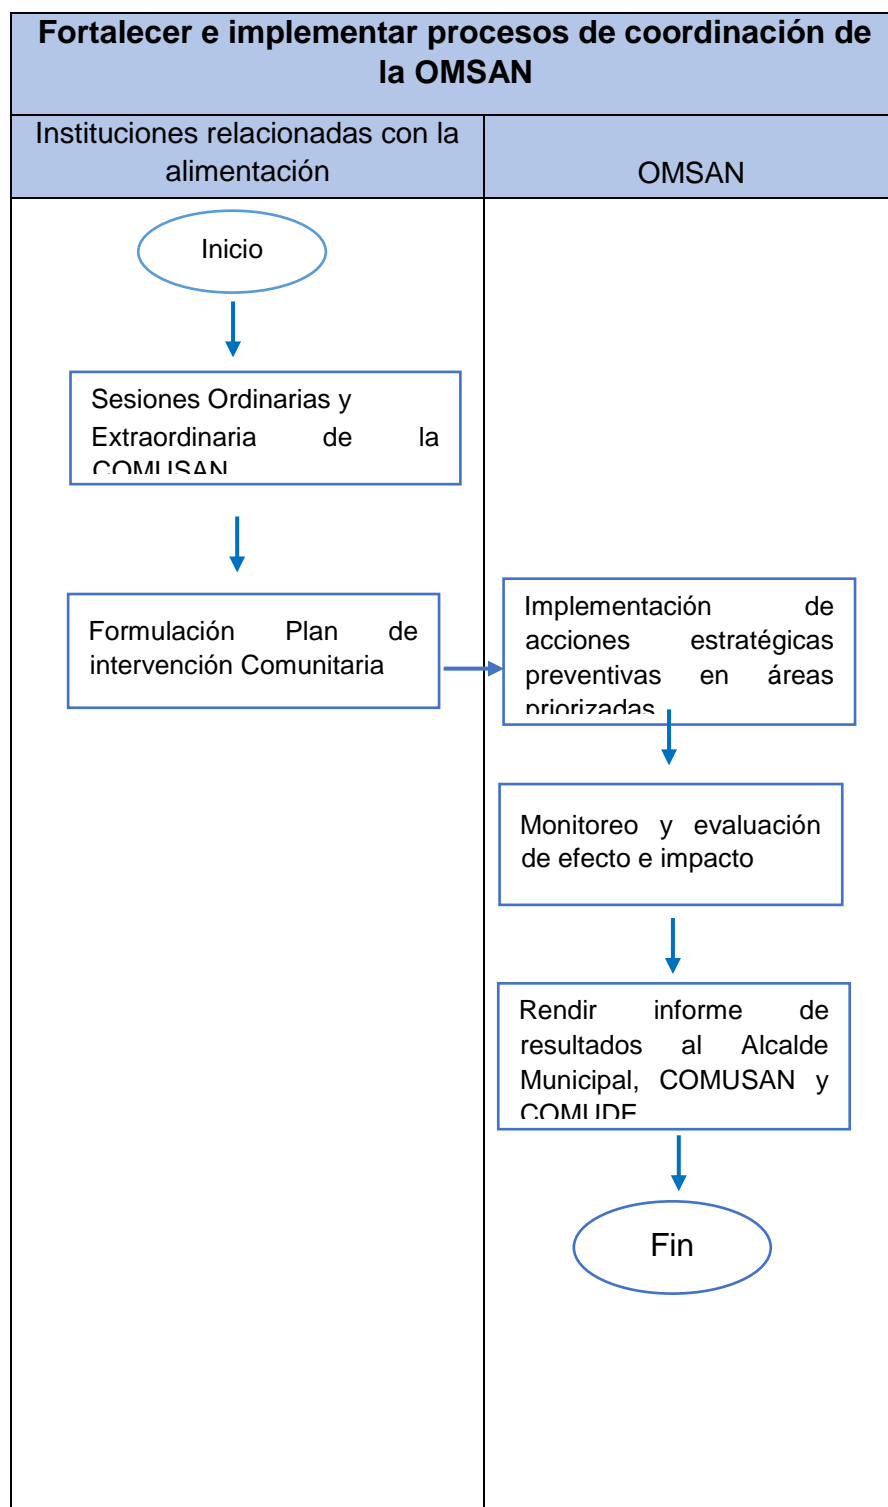 Fortalecer e implementar procesos de coordinación de
la OMSAN
Instituciones relacionadas con la
alimentación
OMSAN
Inicio
Sesiones Ordinarias y
Extraordinaria de la
COMUSAN
Formulación Plan de
intervención Comunitaria
Implementación de
acciones estratégicas
preventivas en áreas
priorizadas
Monitoreo y evaluación
de efecto e impacto
Rendir informe de
resultados al Alcalde
Municipal, COMUSAN y
COMUDE
Fin